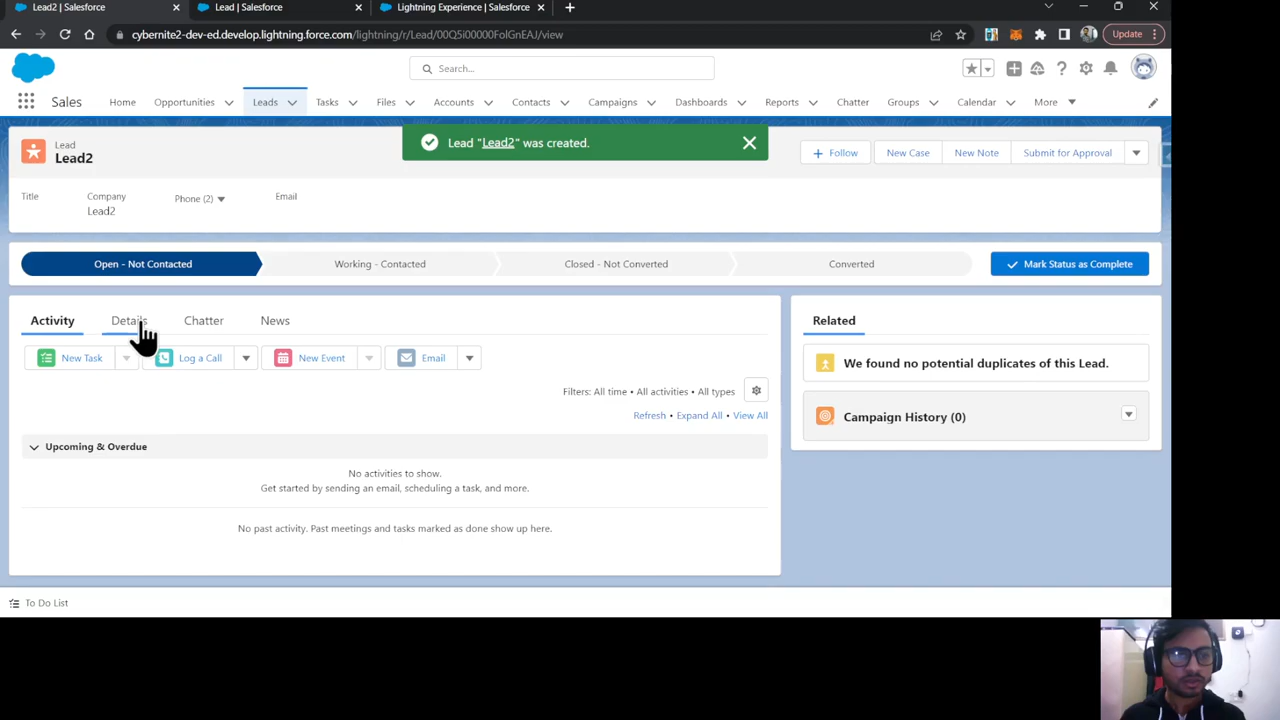 Lead2 | Salesforce
Lead | Salesforce
Lightning Experience | Salesforce
cybernite2-dev-ed.develop.lightning.force.com/lightning/r/Lead/00Q5i00000FolGnEAJ/view
Update
Search...
Sales
Home
Opportunities
Leads
Tasks
Files
Accounts
Contacts
Campaigns
Dashboards
Reports
Chatter
Groups
Calendar
More
Lead "Lead2" was created.
Lead
Lead2
Follow
New Case
New Note
Submit for Approval
Title
Company
Phone (2)
Email
Lead2
Open - Not Contacted
Working - Contacted
Closed - Not Converted
Converted
Mark Status as Complete
Activity
Details
Chatter
News
New Task
Log a Call
New Event
Email
Filters: All time • All activities • All types
Refresh • Expand All • View All
Upcoming & Overdue
No activities to show.
Get started by sending an email, scheduling a task, and more.
No past activity. Past meetings and tasks marked as done show up here.
Related
We found no potential duplicates of this Lead.
Campaign History (0)
To Do List